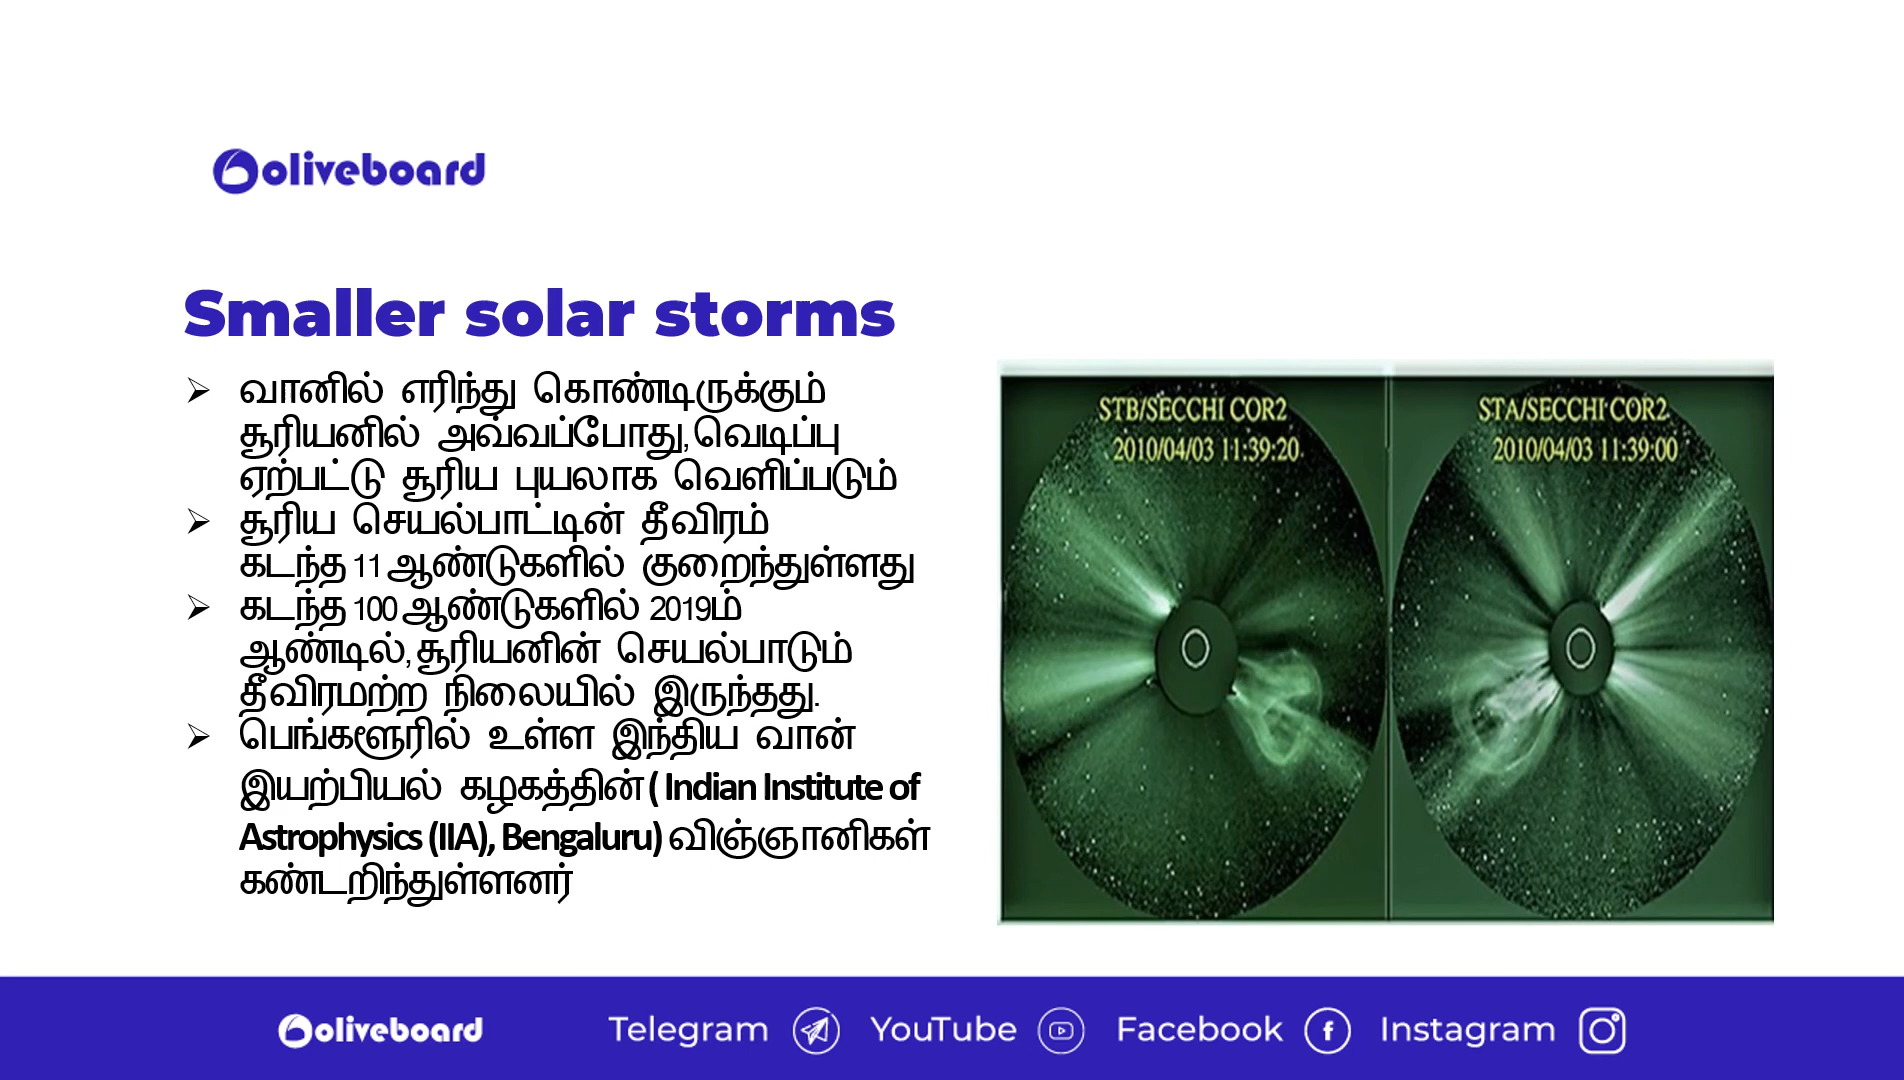 oliveboard
Smaller solar storms
➢ வானில் எரிந்து கொண்டிருக்கும்
சூரியனில் அவ்வப்போது,வெடிப்பு
ஏற்பட்டு சூரிய புயலாக வெளிப்படும்
➢ சூரிய செயல்பாட்டின் தீவிரம்
கடந்த 11 ஆண்டுகளில் குறைந்துள்ளது
➢ கடந்த 100 ஆண்டுகளில் 2019ம்
ஆண்டில்,சூரியனின் செயல்பாடும்
தீவிரமற்ற நிலையில் இருந்தது.
➢ பெங்களூரில் உள்ள இந்திய வான்
இயற்பியல் கழகத்தின் ( Indian Institute of
Astrophysics (IIA), Bengaluru) விஞ்ஞானிகள்
கண்டறிந்துள்ளனர்
STB/SECCHI COR2
2010/04/03 11:39:20
STA/SECCHI COR2
2010/04/03 11:39:00
oliveboard Telegram YouTube Facebook Instagram